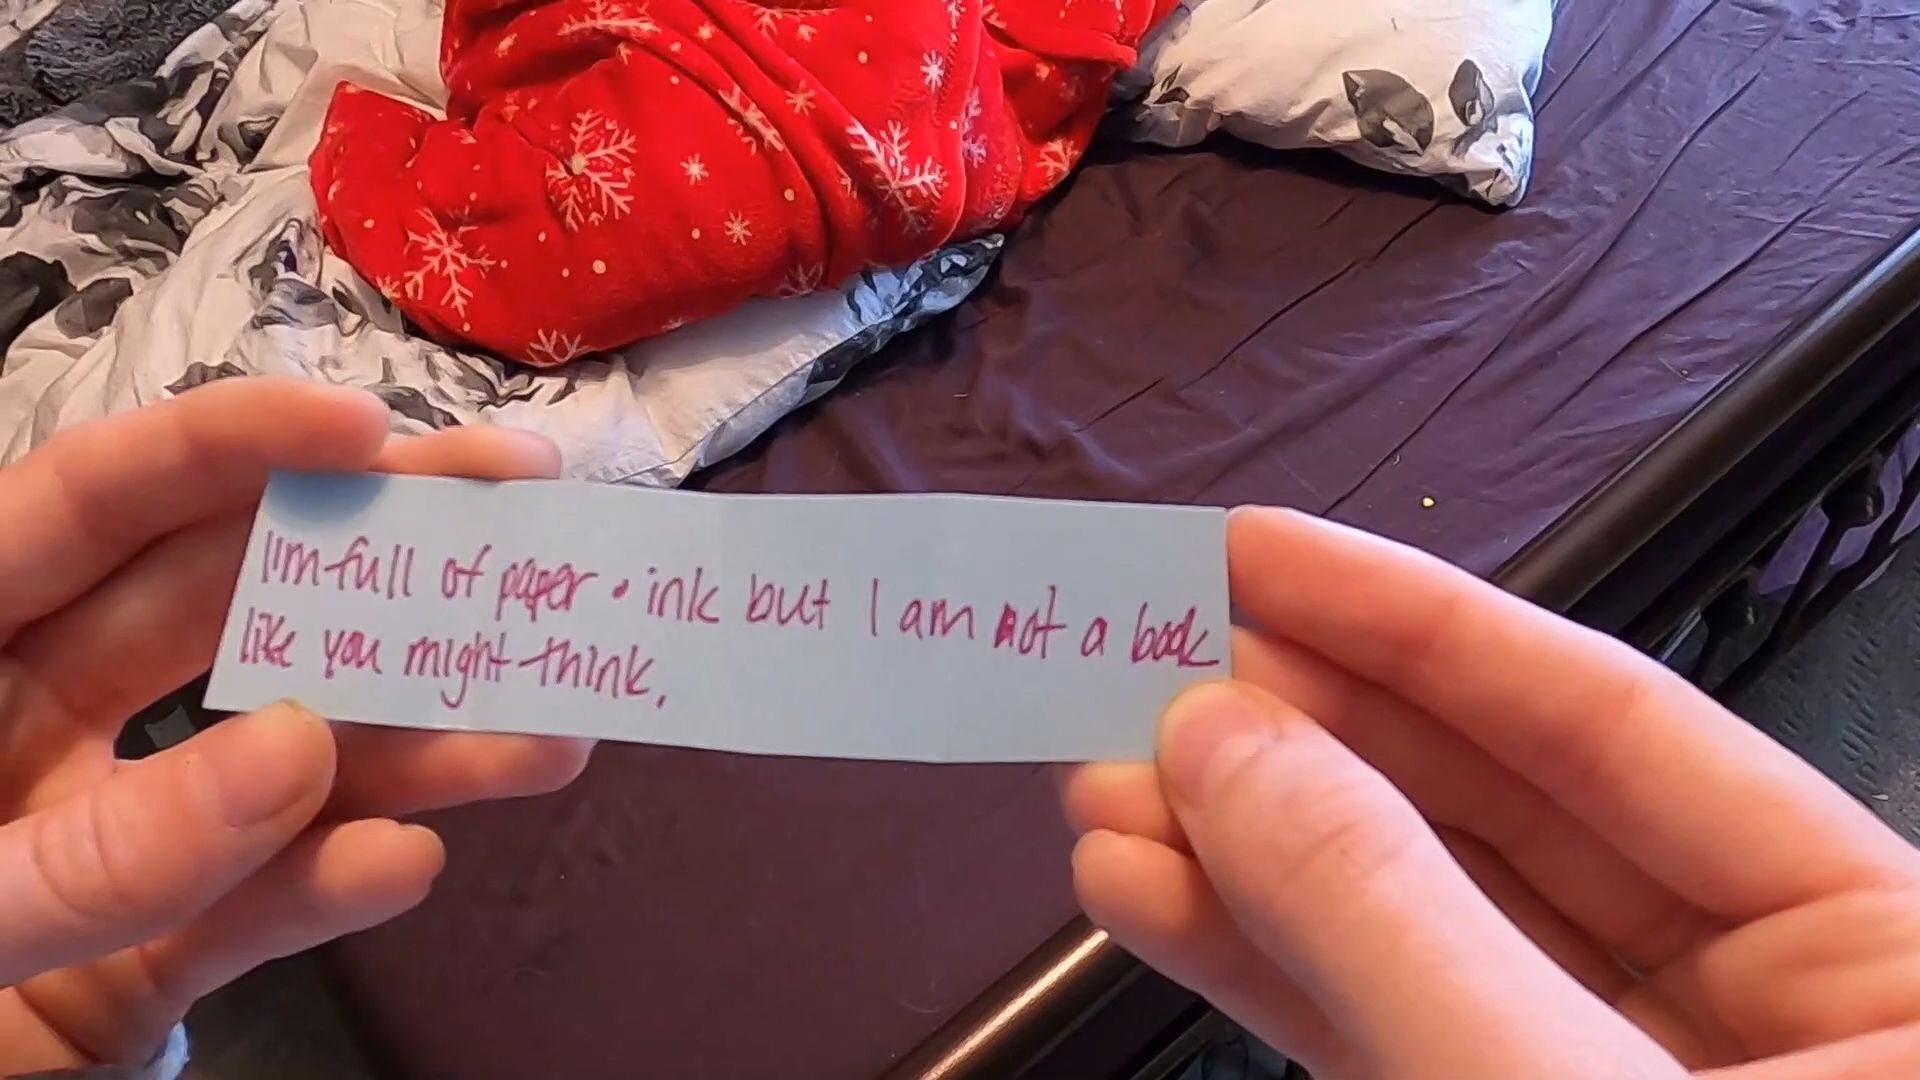 I'm full of paper • ink but I am not a book
like you might think.